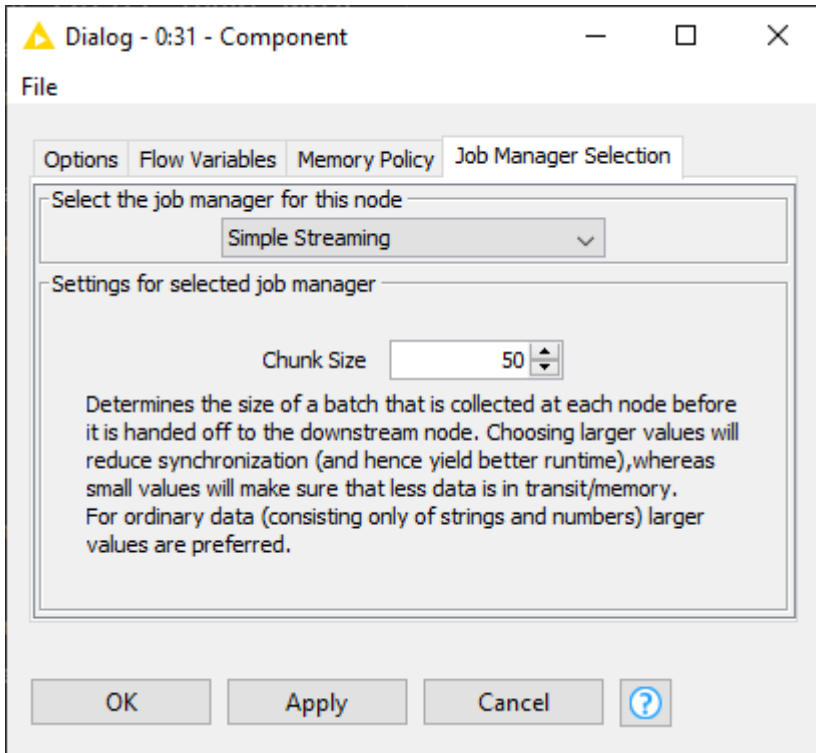 Dialog - 0:31 - Component
File
Options Flow Variables Memory Policy Job Manager Selection
Select the job manager for this node
Simple Streaming
Settings for selected job manager
Chunk Size 50
Determines the size of a batch that is collected at each node before
it is handed off to the downstream node. Choosing larger values will
reduce synchronization (and hence yield better runtime),whereas
small values will make sure that less data is in transit/memory.
For ordinary data (consisting only of strings and numbers) larger
values are preferred.
OK Apply Cancel ?